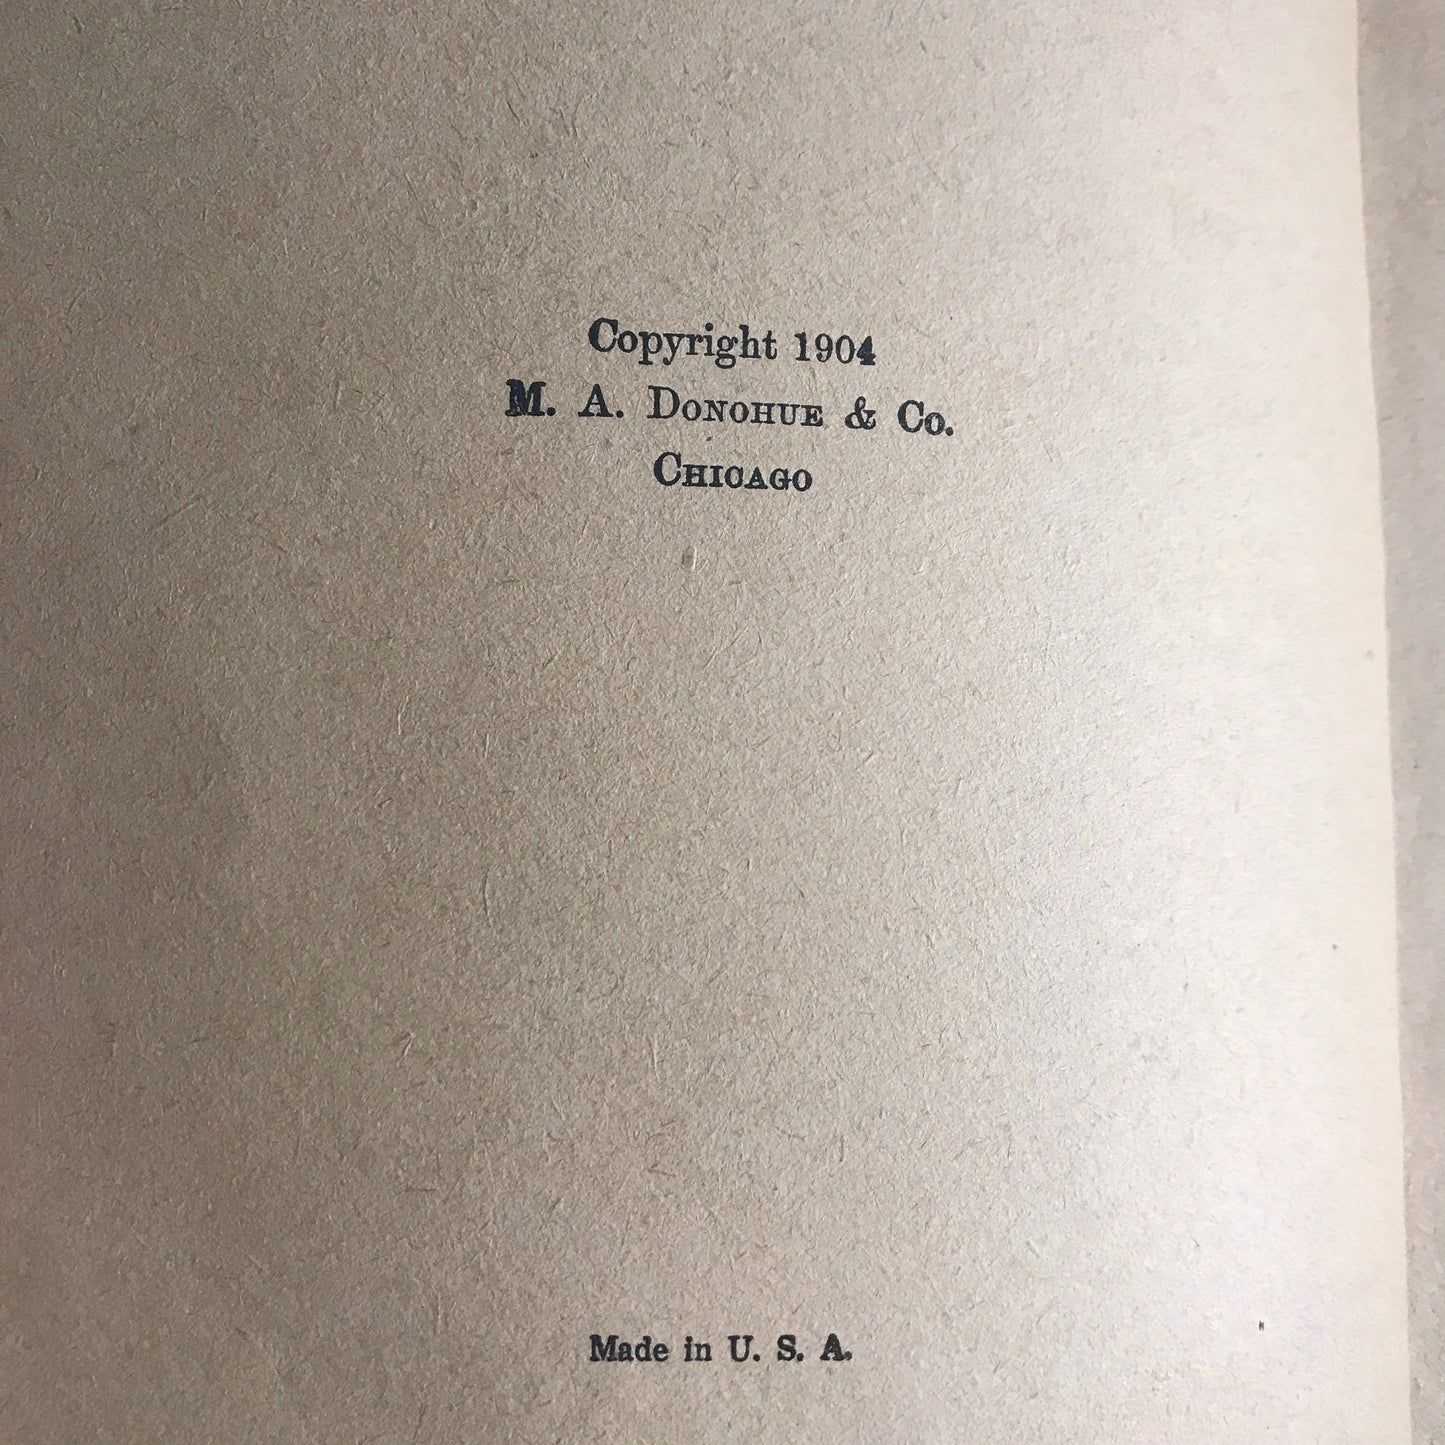 Copyright 1904
M. A. DONOHUE & CO.
CHICAGO
Made in U. S. A.